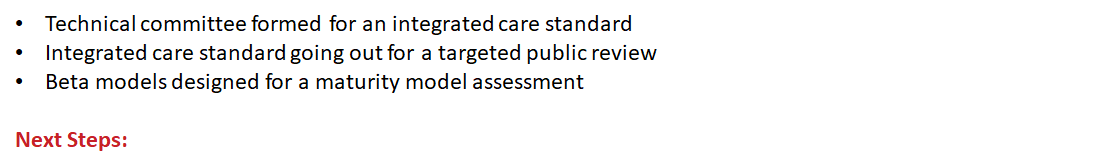 • Technical committee formed for an integrated care standard
• Integrated care standard going out for a targeted public review
• Beta models designed for a maturity model assessment
Next Steps: